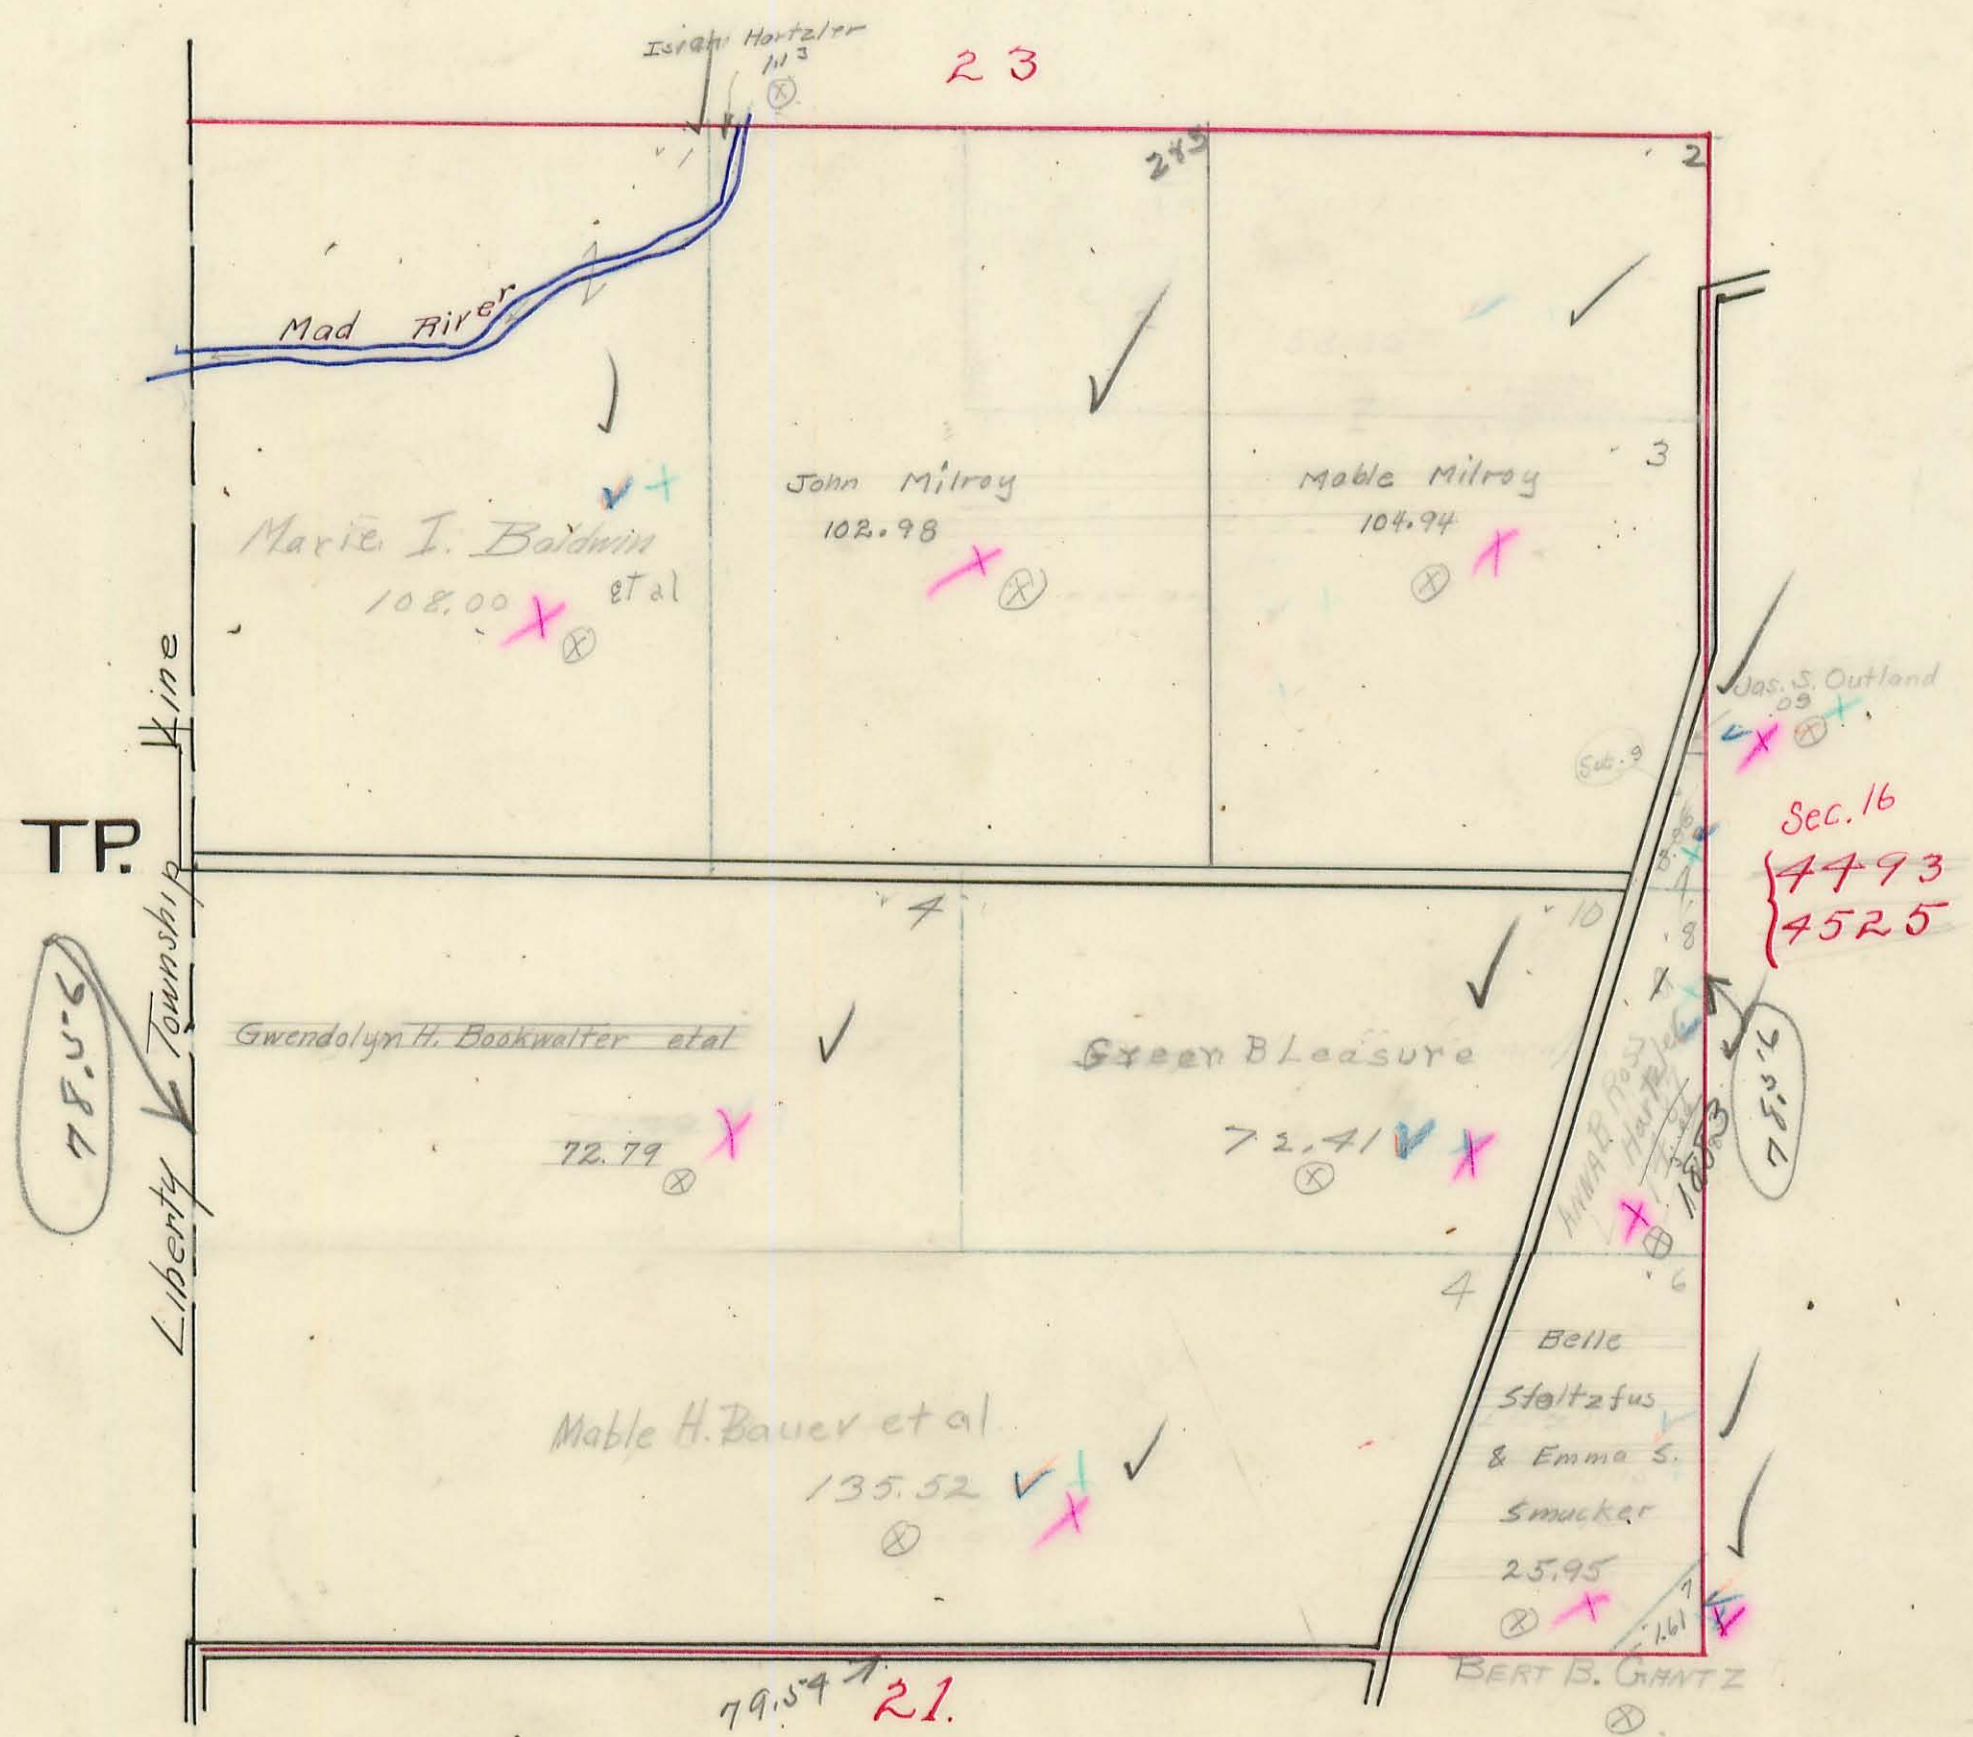 Isiah Hartzler
1.13
23
1
2
Mad River
3
John Milroy
102.98
Mable Milroy
104.94
Marie I. Baldwin
et al
108.00
Jas. S. Outland
.09
Sec. 16
4493
4525
TP.
Liberty Township Line
78.56
4
10
8
Gwendolyn H. Bookwalter etal
72.79
Green B Leasure
72.41
ANNA B. ROSS
Hartzler
78.56
4
6
Belle
Stoltzfus
& Emma S.
Smucker
25.95
Mable H. Bauer et al
135.52
7
1.61
BERT B. GANTZ
79.54
21.